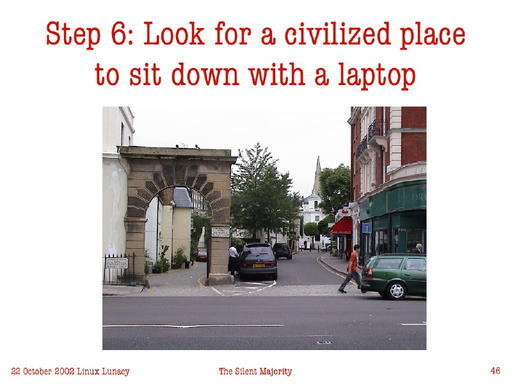 Step 6: Look for a civilized place
to sit down with a laptop
22 October 2002 Linux Lunacy
The Silent Majority
46